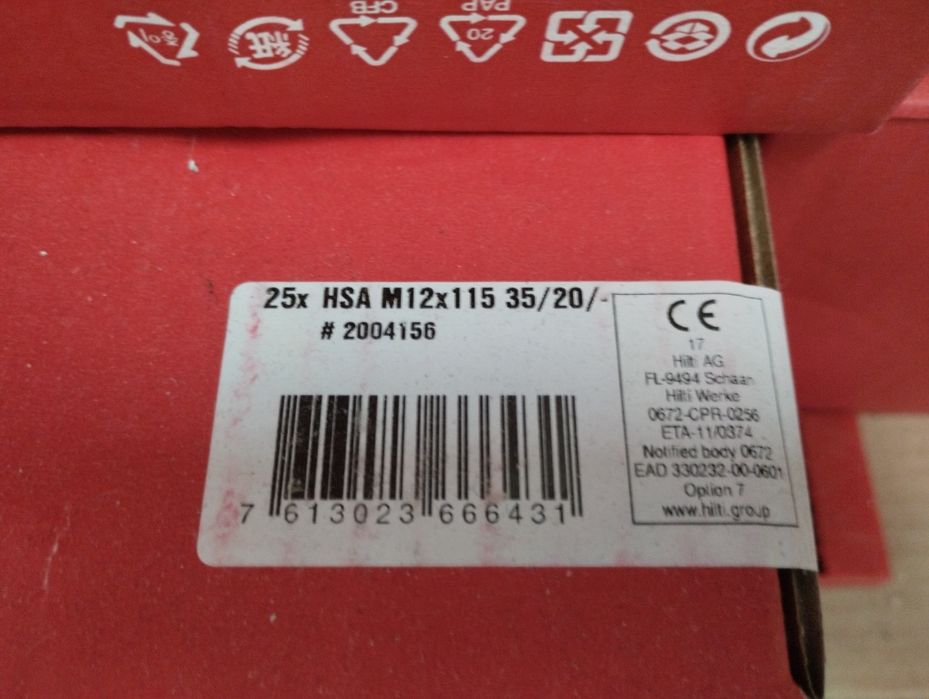 CFB
20
PAP
25x HSA M12x115 35/20/-
# 2004156
7 613023 666431
CE
17
Hilti AG
FL-9494 Schaan
Hilti Werke
0672-CPR-0256
ETA-11/0374
Notified body 0672
EAD 330232-00-0601
Option 7
www.hilti.group